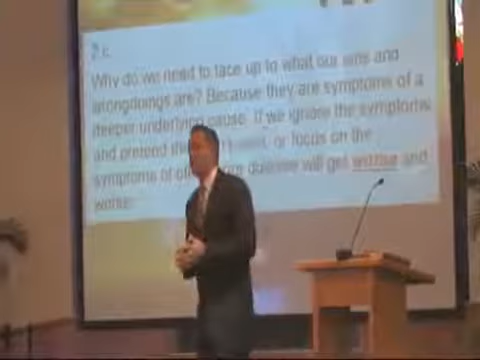 2 c.
Why do we need to face up to what our sins and
wrongdoings are? Because they are symptoms of a
deeper underlying cause. If we ignore the symptoms
and pretend or focus on the
symptoms of disease will get and
worse.